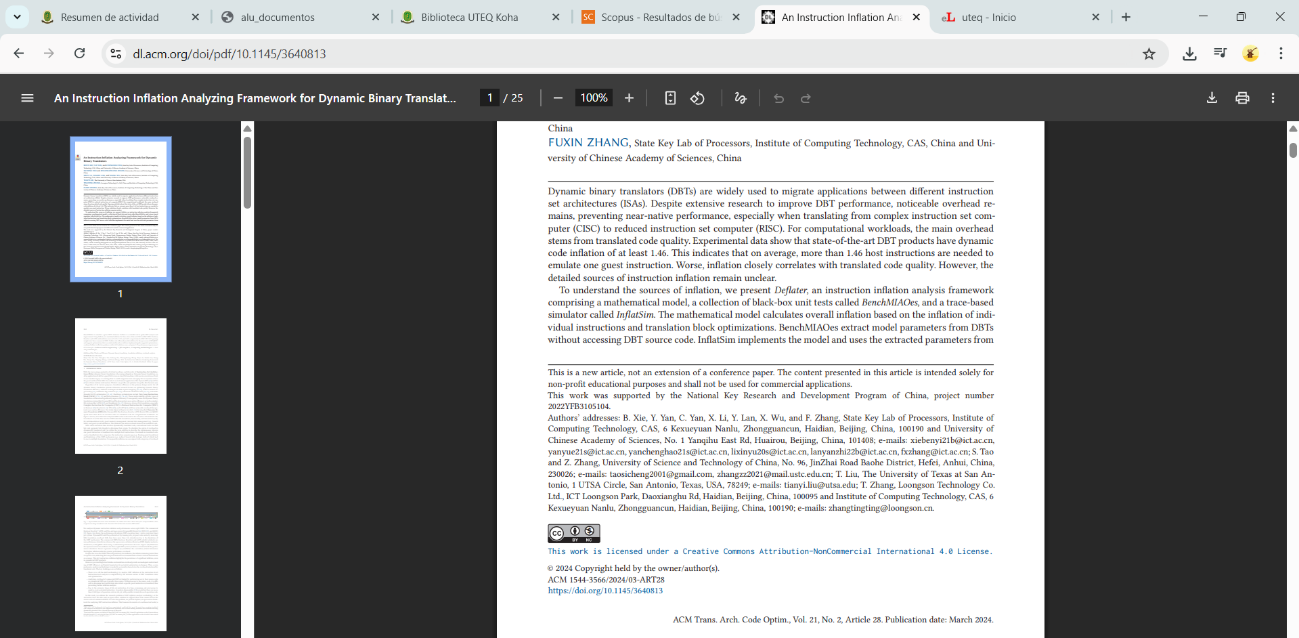 Resumen de actividad
alu_documentos
Biblioteca UTEQ Koha
Scopus - Resultados de bú
An Instruction Inflation Ana
uteq - Inicio
dl.acm.org/doi/pdf/10.1145/3640813
An Instruction Inflation Analyzing Framework for Dynamic Binary Translat...
1 / 25
100%
1
2
China
FUXIN ZHANG, State Key Lab of Processors, Institute of Computing Technology, CAS, China and Uni-
versity of Chinese Academy of Sciences, China
Dynamic binary translators (DBTs) are widely used to migrate applications between different instruction
set architectures (ISAs). Despite extensive research to improve DBT performance, noticeable overhead re-
mains, preventing near-native performance, especially when translating from complex instruction set com-
puter (CISC) to reduced instruction set computer (RISC). For computational workloads, the main overhead
stems from translated code quality. Experimental data show that state-of-the-art DBT products have dynamic
code inflation of at least 1.46. This indicates that on average, more than 1.46 host instructions are needed to
emulate one guest instruction. Worse, inflation closely correlates with translated code quality. However, the
detailed sources of instruction inflation remain unclear.
To understand the sources of inflation, we present Deflater, an instruction inflation analysis framework
comprising a mathematical model, a collection of black-box unit tests called BenchMIAOes, and a trace-based
simulator called InflatSim. The mathematical model calculates overall inflation based on the inflation of indi-
vidual instructions and translation block optimizations. BenchMIAOes extract model parameters from DBTs
without accessing DBT source code. InflatSim implements the model and uses the extracted parameters from
This is a new article, not an extension of a conference paper. The content presented in this article is intended solely for
non-profit educational purposes and shall not be used for commercial applications.
This work was supported by the National Key Research and Development Program of China, project number
2022YFB3105104.
Authors' addresses: B. Xie, Y. Yan, C. Yan, X. Li, Y. Lan, X. Wu, and F. Zhang, State Key Lab of Processors, Institute of
Computing Technology, CAS, 6 Kexueyuan Nanlu, Zhongguancun, Haidian, Beijing, China, 100190 and University of
Chinese Academy of Sciences, No. 1 Yanqihu East Rd, Huairou, Beijing, China, 101408; e-mails: xiebenyi21b@ict.ac.cn,
yanyue21s@ict.ac.cn, yanchenghao21s@ict.ac.cn, lixinyu20s@ict.ac.cn, lanyanzhi22b@ict.ac.cn, fxzhang@ict.ac.cn; S. Tao
and Z. Zhang, University of Science and Technology of China, No. 96, JinZhai Road Baohe District, Hefei, Anhui, China,
230026; e-mails: taosicheng2001@gmail.com, zhangzz2021@mail.ustc.edu.cn; T. Liu, The University of Texas at San An-
tonio, 1 UTSA Circle, San Antonio, Texas, USA, 78249; e-mails: tianyi.liu@utsa.edu; T. Zhang, Loongson Technology Co.
Ltd., ICT Loongson Park, Daoxianghu Rd, Haidian, Beijing, China, 100095 and Institute of Computing Technology, CAS, 6
Kexueyuan Nanlu, Zhongguancun, Haidian, Beijing, China, 100190; e-mails: zhangtingting@loongson.cn.
CC BY NC
This work is licensed under a Creative Commons Attribution-NonCommercial International 4.0 License.
© 2024 Copyright held by the owner/author(s).
ACM 1544-3566/2024/03-ART28
https://doi.org/10.1145/3640813
ACM Trans. Arch. Code Optim., Vol. 21, No. 2, Article 28. Publication date: March 2024.